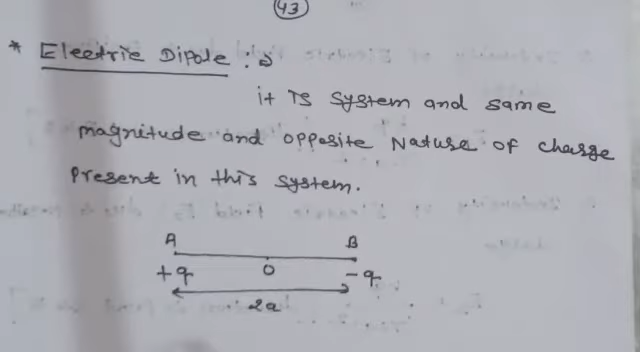 43
* Electric Dipole :→
it is system and same
magnitude and opposite Nature of charge
Present in this system.
A B
+q O -q
2a